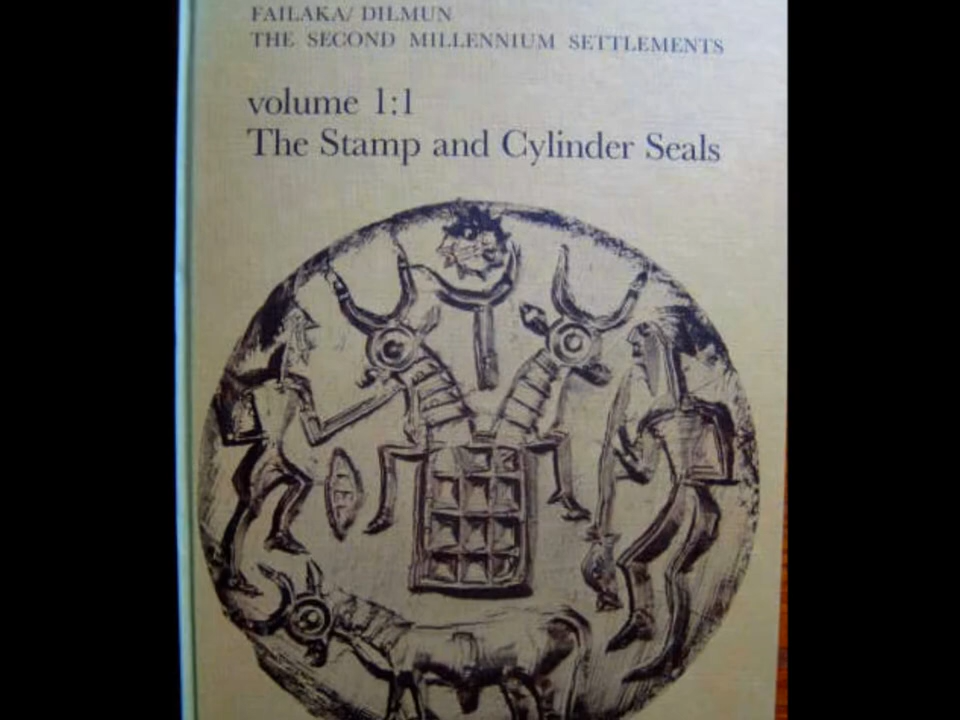 FAILAKA/ DILMUN
THE SECOND MILLENNIUM SETTLEMENTS
volume 1:1
The Stamp and Cylinder Seals